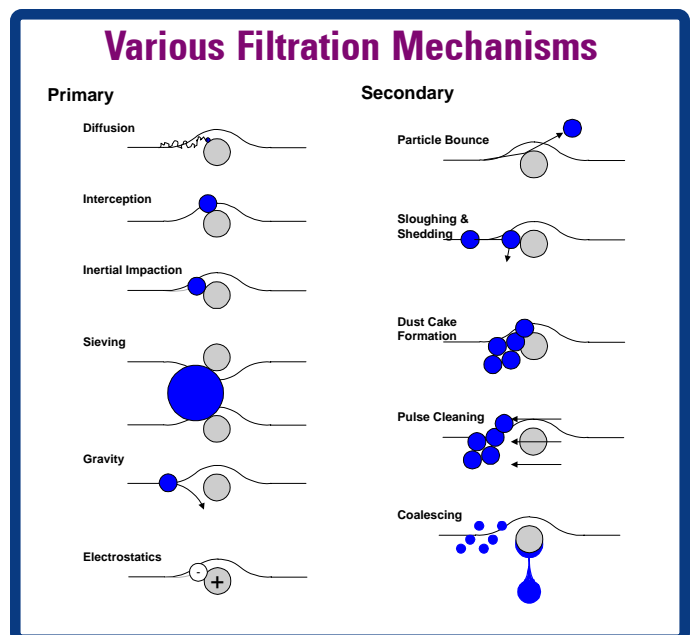 Various Filtration Mechanisms
Primary
Diffusion
Interception
Inertial Impaction
Sieving
Gravity
Electrostatics
-
+
Secondary
Particle Bounce
Sloughing &
Shedding
Dust Cake
Formation
Pulse Cleaning
Coalescing